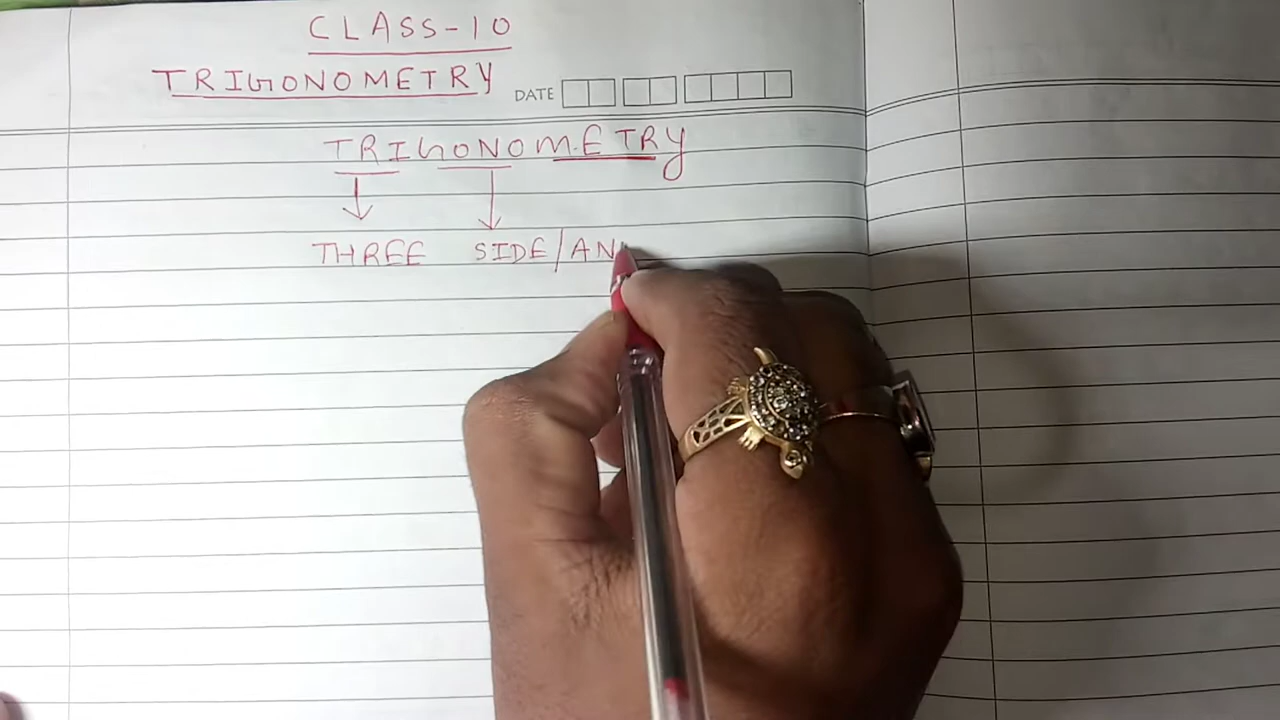 CLASS-10
TRIGONOMETRY
DATE
TRIGONOMETRY
THREE SIDE/AN